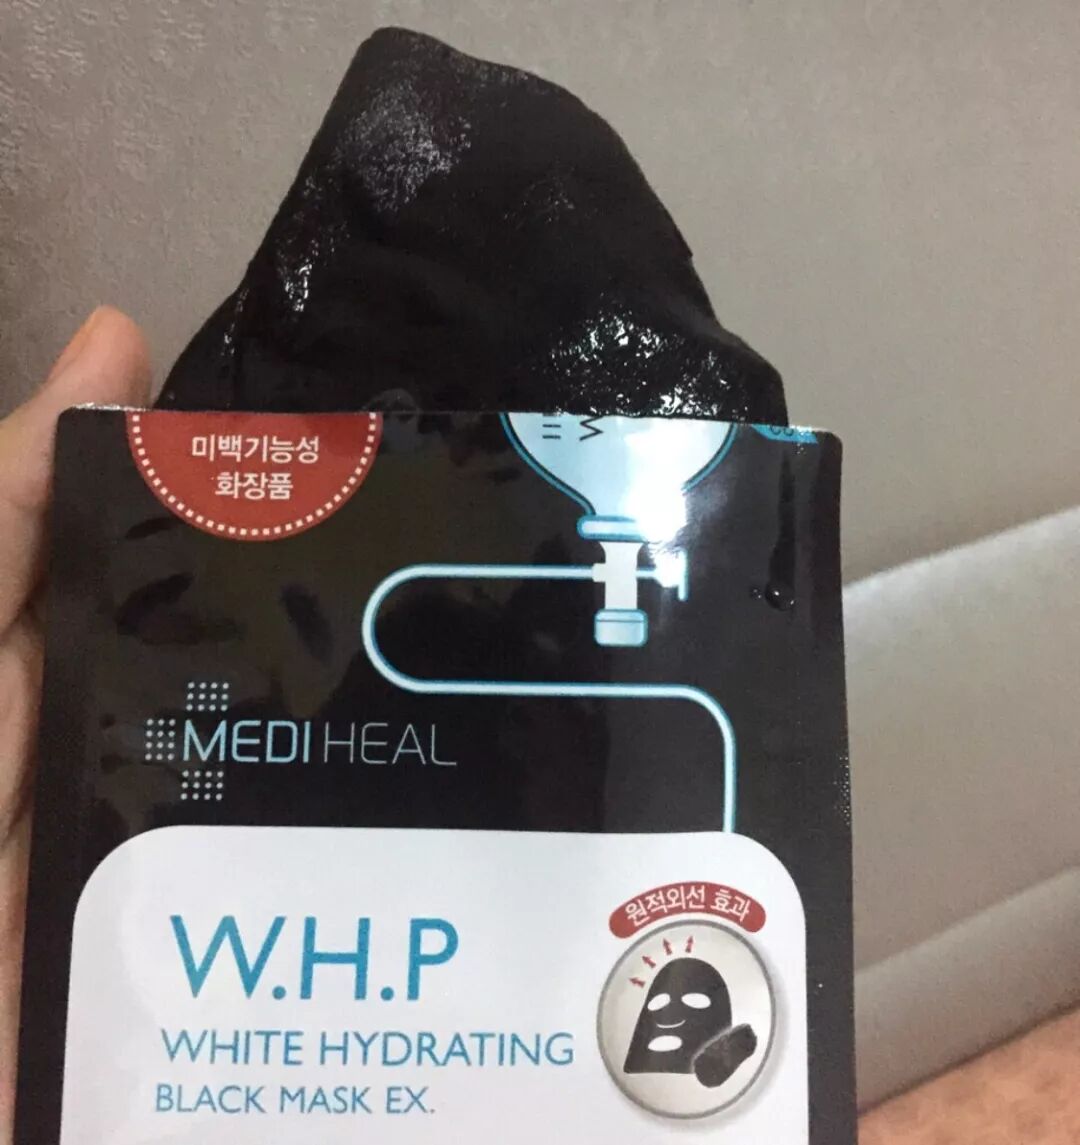 미백기능성
화장품
MEDIHEAL
원적외선 효과
W.H.P
WHITE HYDRATING
BLACK MASK EX.